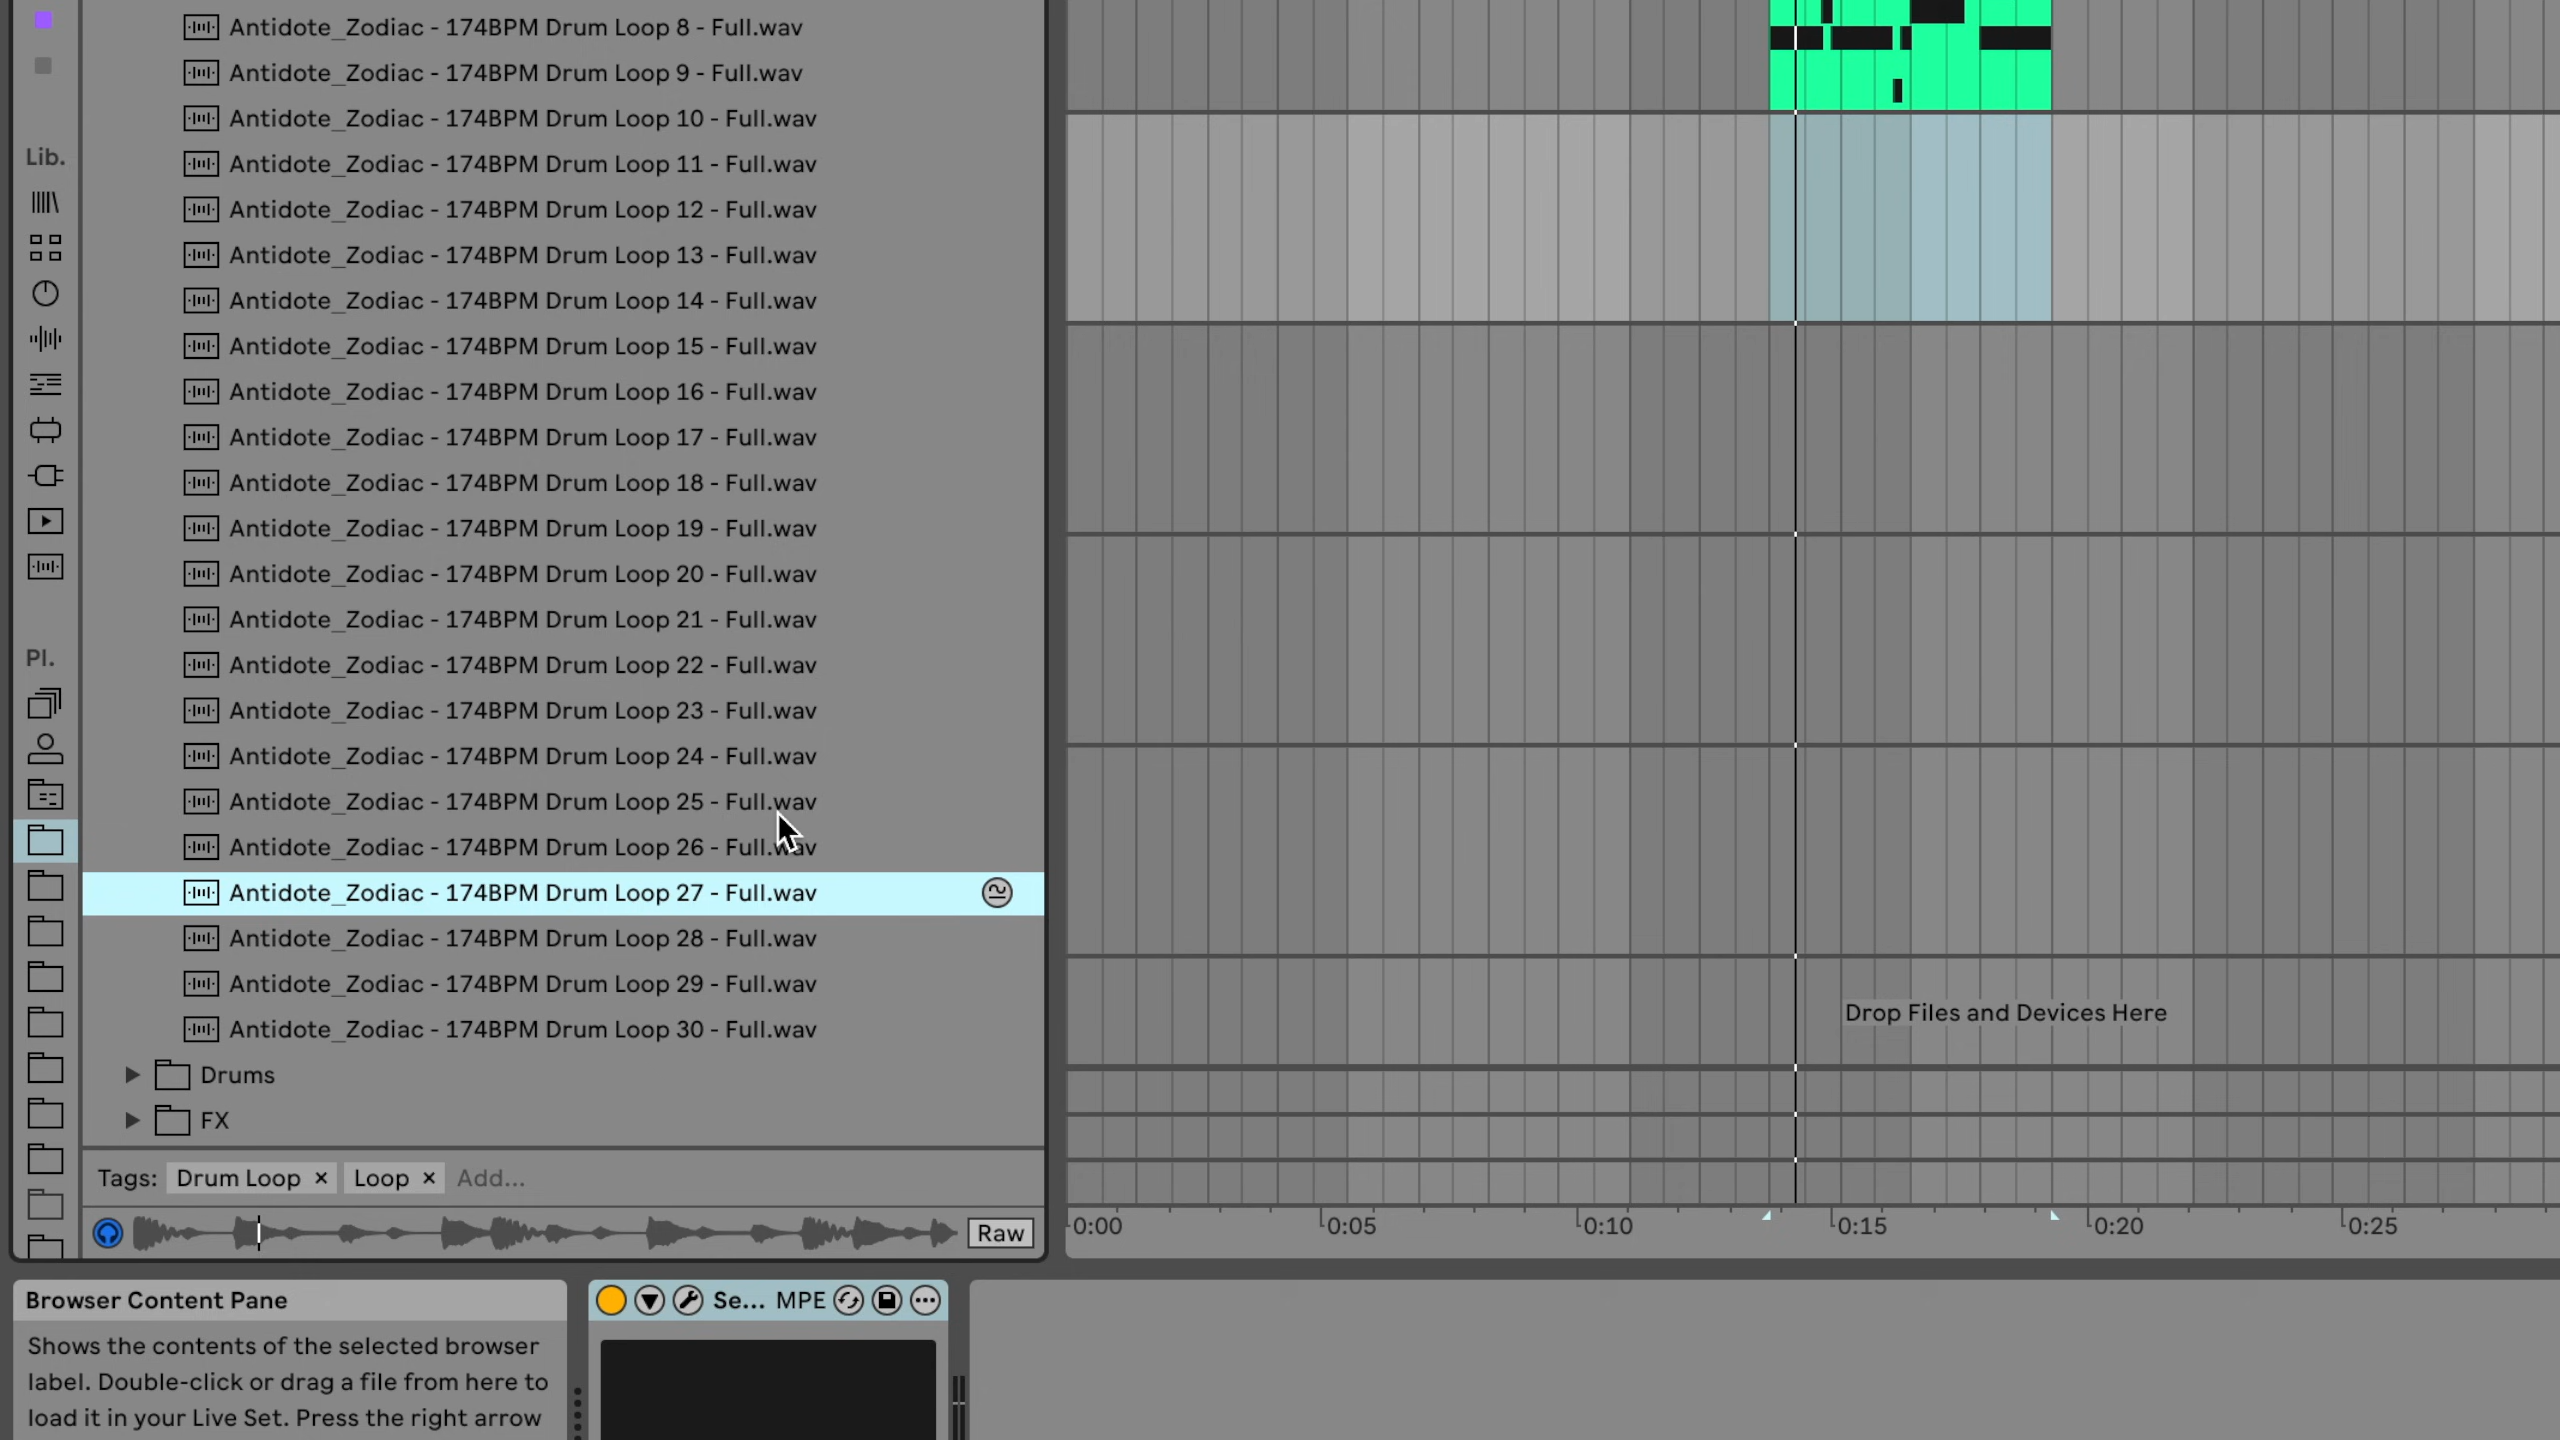 Antidote_Zodiac - 174BPM Drum Loop 8 - Full.wav
Antidote_Zodiac - 174BPM Drum Loop 9 - Full.wav
Antidote_Zodiac - 174BPM Drum Loop 10 - Full.wav
Lib.
Antidote_Zodiac - 174BPM Drum Loop 11 - Full.wav
Antidote_Zodiac - 174BPM Drum Loop 12 - Full.wav
Antidote_Zodiac - 174BPM Drum Loop 13 - Full.wav
Antidote_Zodiac - 174BPM Drum Loop 14 - Full.wav
Antidote_Zodiac - 174BPM Drum Loop 15 - Full.wav
Antidote_Zodiac - 174BPM Drum Loop 16 - Full.wav
Antidote_Zodiac - 174BPM Drum Loop 17 - Full.wav
Antidote_Zodiac - 174BPM Drum Loop 18 - Full.wav
Antidote_Zodiac - 174BPM Drum Loop 19 - Full.wav
Antidote_Zodiac - 174BPM Drum Loop 20 - Full.wav
Antidote_Zodiac - 174BPM Drum Loop 21 - Full.wav
Pl.
Antidote_Zodiac - 174BPM Drum Loop 22 - Full.wav
Antidote_Zodiac - 174BPM Drum Loop 23 - Full.wav
Antidote_Zodiac - 174BPM Drum Loop 24 - Full.wav
Antidote_Zodiac - 174BPM Drum Loop 25 - Full.wav
Antidote_Zodiac - 174BPM Drum Loop 26 - Full.wav
Antidote_Zodiac - 174BPM Drum Loop 27 - Full.wav
Antidote_Zodiac - 174BPM Drum Loop 28 - Full.wav
Antidote_Zodiac - 174BPM Drum Loop 29 - Full.wav
Antidote_Zodiac - 174BPM Drum Loop 30 - Full.wav
Drums
FX
Drop Files and Devices Here
Tags: Drum Loop × Loop × Add...
Raw
0:00 0:05 0:10 0:15 0:20 0:25
Browser Content Pane
Shows the contents of the selected browser
label. Double-click or drag a file from here to
load it in your Live Set. Press the right arrow
Se... MPE